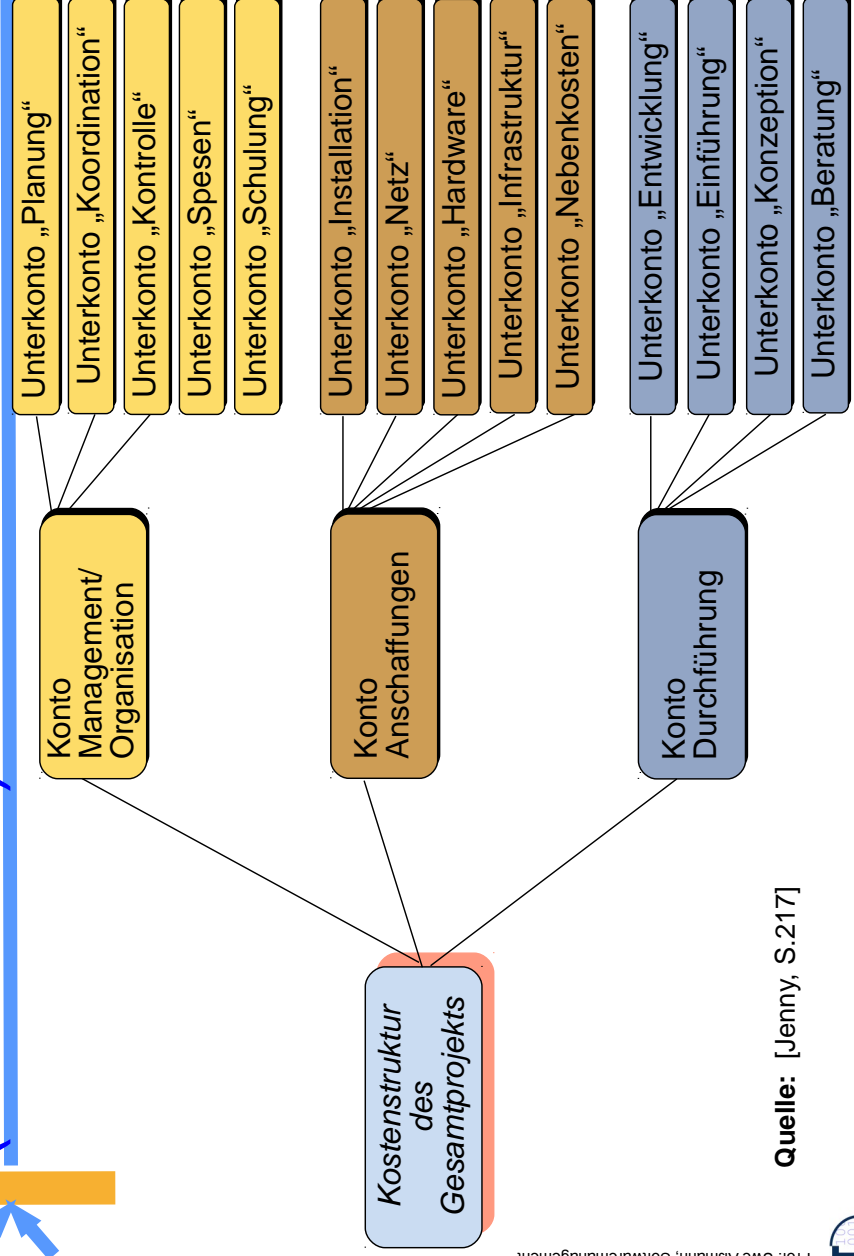 Kostenstruktur
des
Gesamtprojekts
Konto
Management/
Organisation
Unterkonto „Planung“
Unterkonto „Koordination“
Unterkonto „Kontrolle“
Unterkonto „Spesen“
Unterkonto „Schulung“
Konto
Anschaffungen
Unterkonto „Installation“
Unterkonto „Netz“
Unterkonto „Hardware“
Unterkonto „Infrastruktur“
Unterkonto „Nebenkosten“
Konto
Durchführung
Unterkonto „Entwicklung“
Unterkonto „Einführung“
Unterkonto „Konzeption“
Unterkonto „Beratung“
Quelle: [Jenny, S.217]